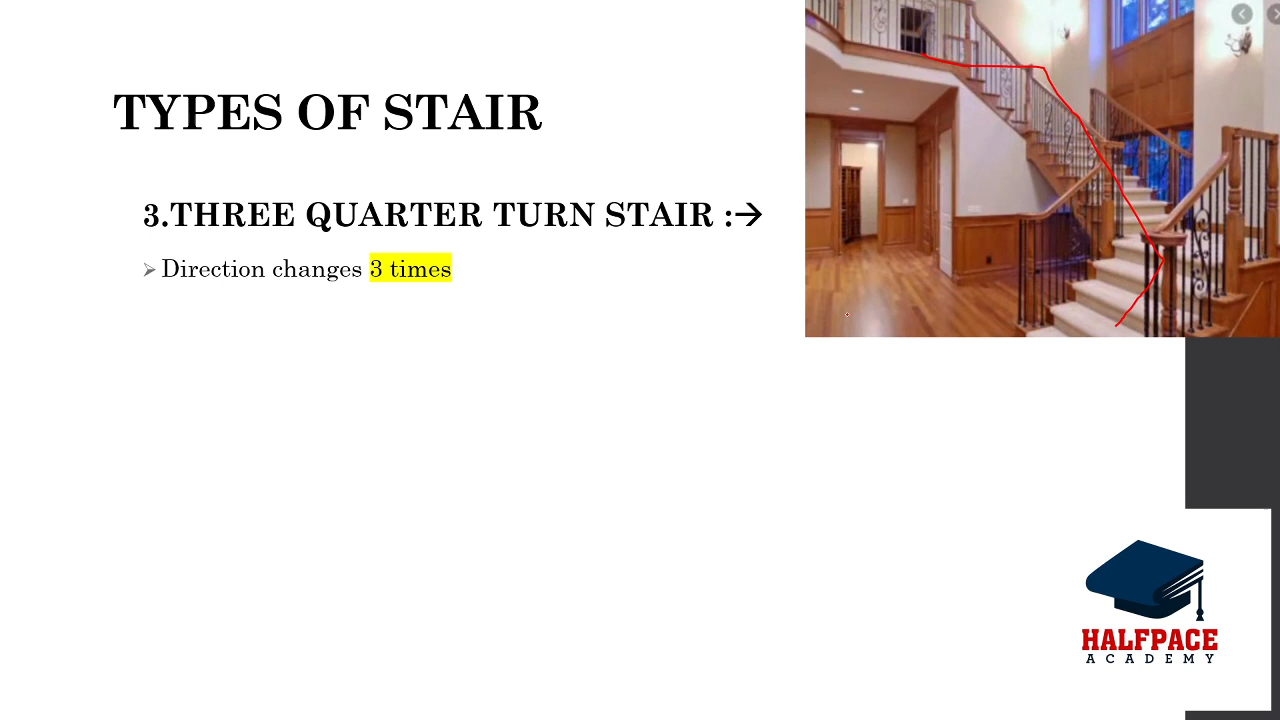 TYPES OF STAIR
3.THREE QUARTER TURN STAIR :→
➢ Direction changes 3 times
HALFPACE
ACADEMY